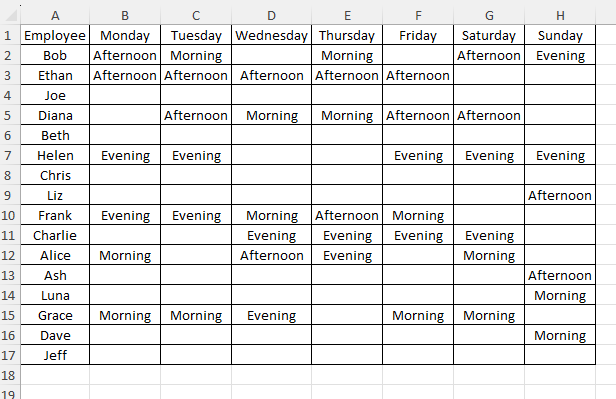 A B C D E F G H
1 Employee Monday Tuesday Wednesday Thursday Friday Saturday Sunday
2 Bob Afternoon Morning Morning Afternoon Evening
3 Ethan Afternoon Afternoon Afternoon Afternoon Afternoon
4 Joe
5 Diana Afternoon Morning Morning Afternoon Afternoon
6 Beth
7 Helen Evening Evening Evening Evening Evening
8 Chris
9 Liz Afternoon
10 Frank Evening Evening Morning Afternoon Morning
11 Charlie Evening Evening Evening Evening
12 Alice Morning Afternoon Evening Morning
13 Ash Afternoon
14 Luna Morning
15 Grace Morning Morning Evening Morning Morning
16 Dave Morning
17 Jeff
18
19